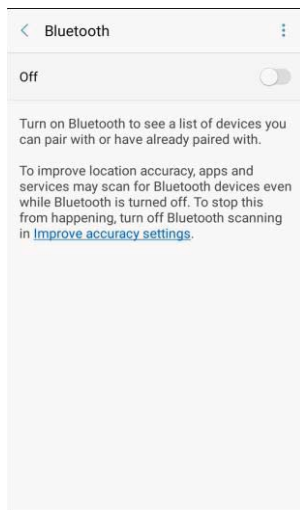 Bluetooth
Off
Turn on Bluetooth to see a list of devices you
can pair with or have already paired with.
To improve location accuracy, apps and
services may scan for Bluetooth devices even
while Bluetooth is turned off. To stop this
from happening, turn off Bluetooth scanning
in Improve accuracy settings.